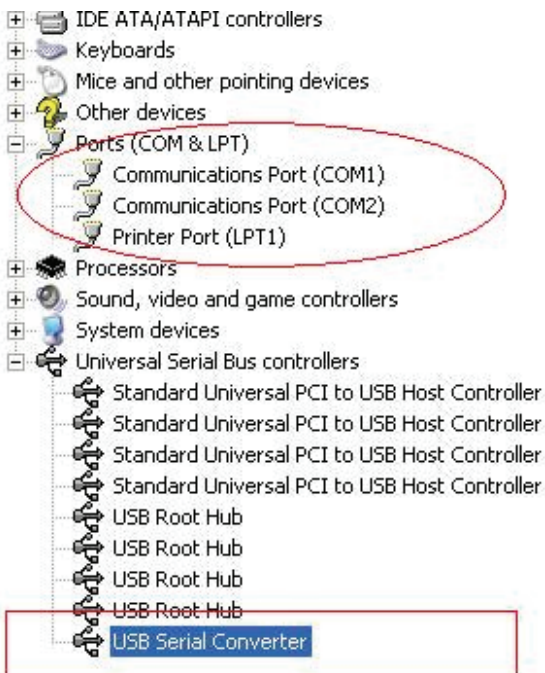 IDE ATA/ATAPI controllers
Keyboards
Mice and other pointing devices
Other devices
Ports (COM & LPT)
Communications Port (COM1)
Communications Port (COM2)
Printer Port (LPT1)
Processors
Sound, video and game controllers
System devices
Universal Serial Bus controllers
Standard Universal PCI to USB Host Controller
Standard Universal PCI to USB Host Controller
Standard Universal PCI to USB Host Controller
Standard Universal PCI to USB Host Controller
USB Root Hub
USB Root Hub
USB Root Hub
USB Root Hub
USB Serial Converter